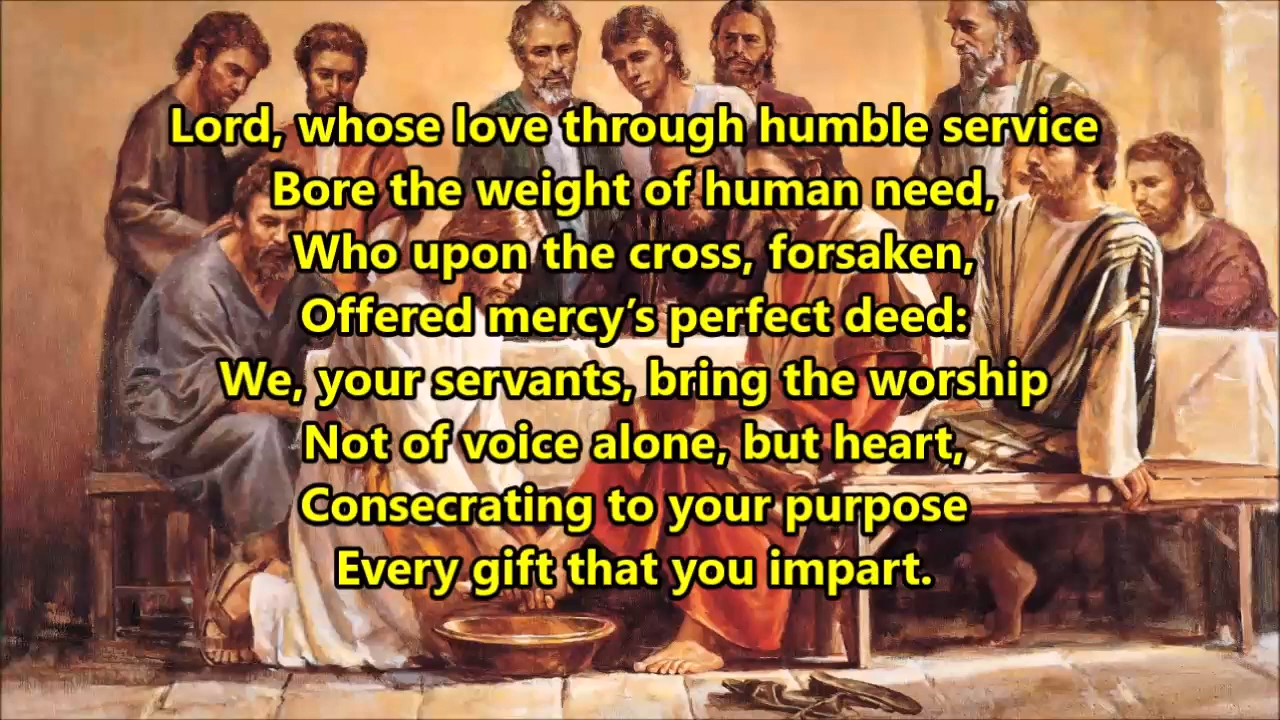 Lord, whose love through humble service
Bore the weight of human need,
Who upon the cross, forsaken,
Offered mercy’s perfect deed:
We, your servants, bring the worship
Not of voice alone, but heart,
Consecrating to your purpose
Every gift that you impart.